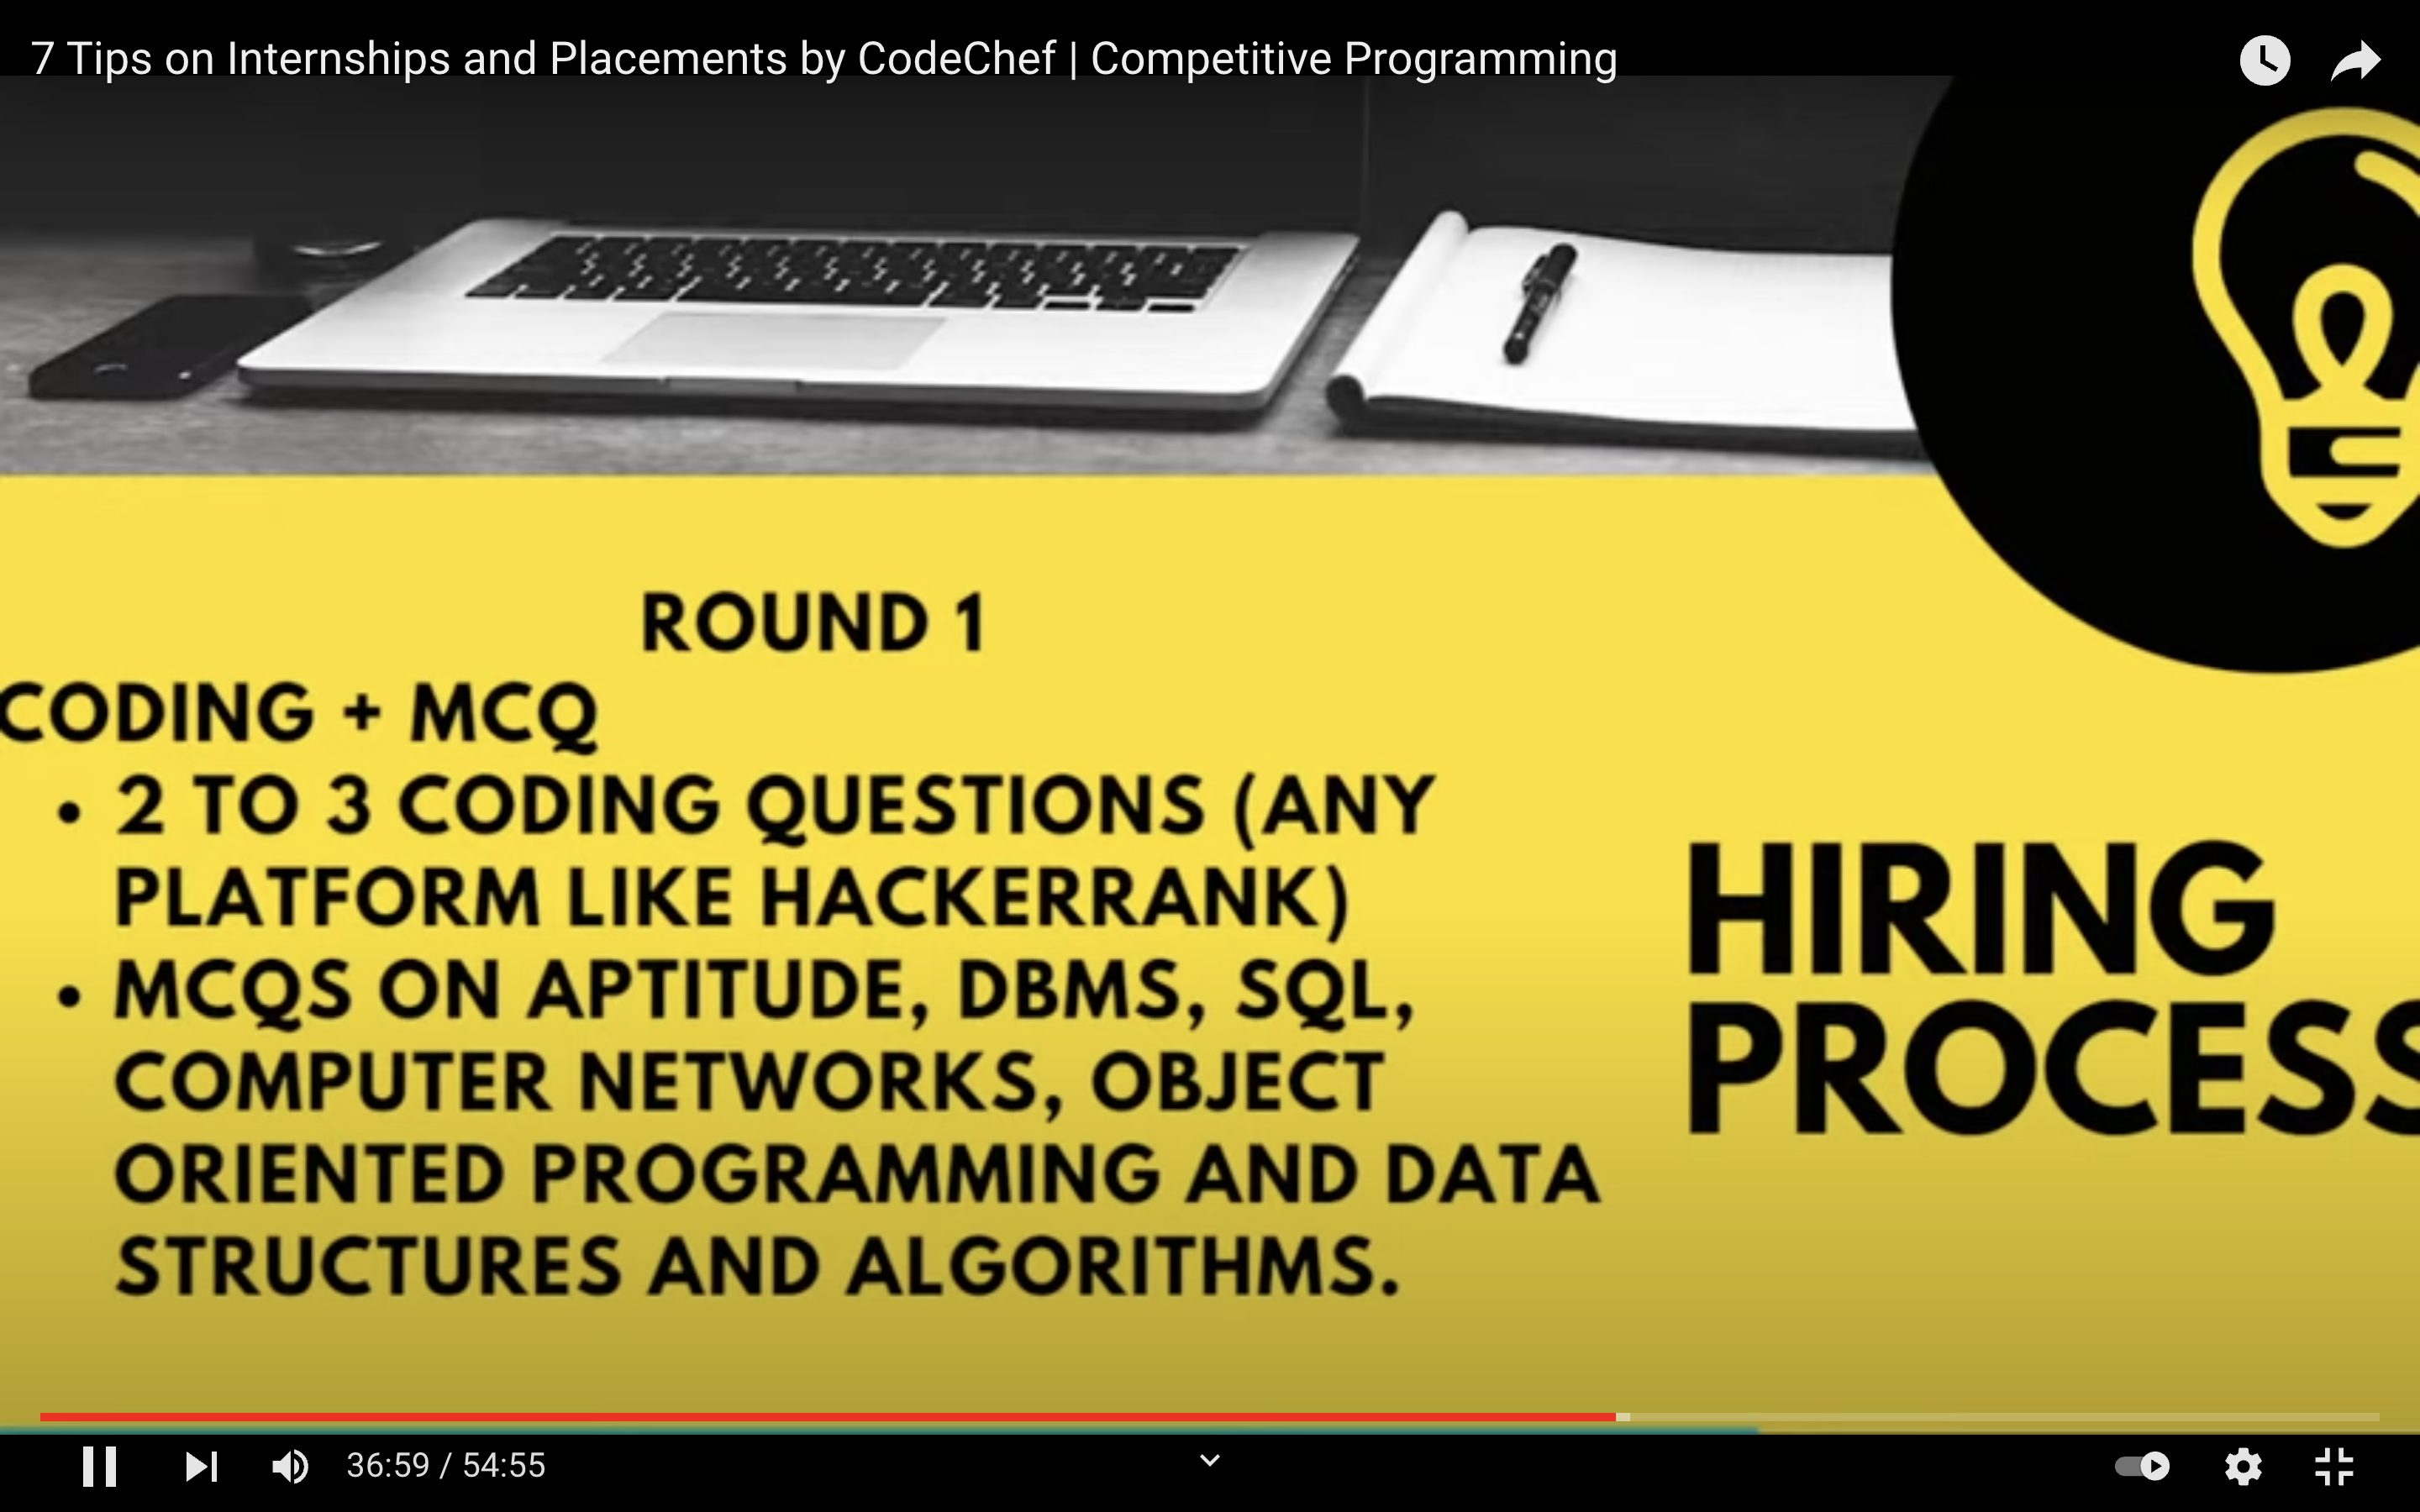 7 Tips on Internships and Placements by CodeChef | Competitive Programming
ROUND 1
CODING + MCQ
• 2 TO 3 CODING QUESTIONS (ANY
PLATFORM LIKE HACKERRANK)
• MCQS ON APTITUDE, DBMS, SQL,
COMPUTER NETWORKS, OBJECT
ORIENTED PROGRAMMING AND DATA
STRUCTURES AND ALGORITHMS.
HIRING
PROCESS
36:59 / 54:55